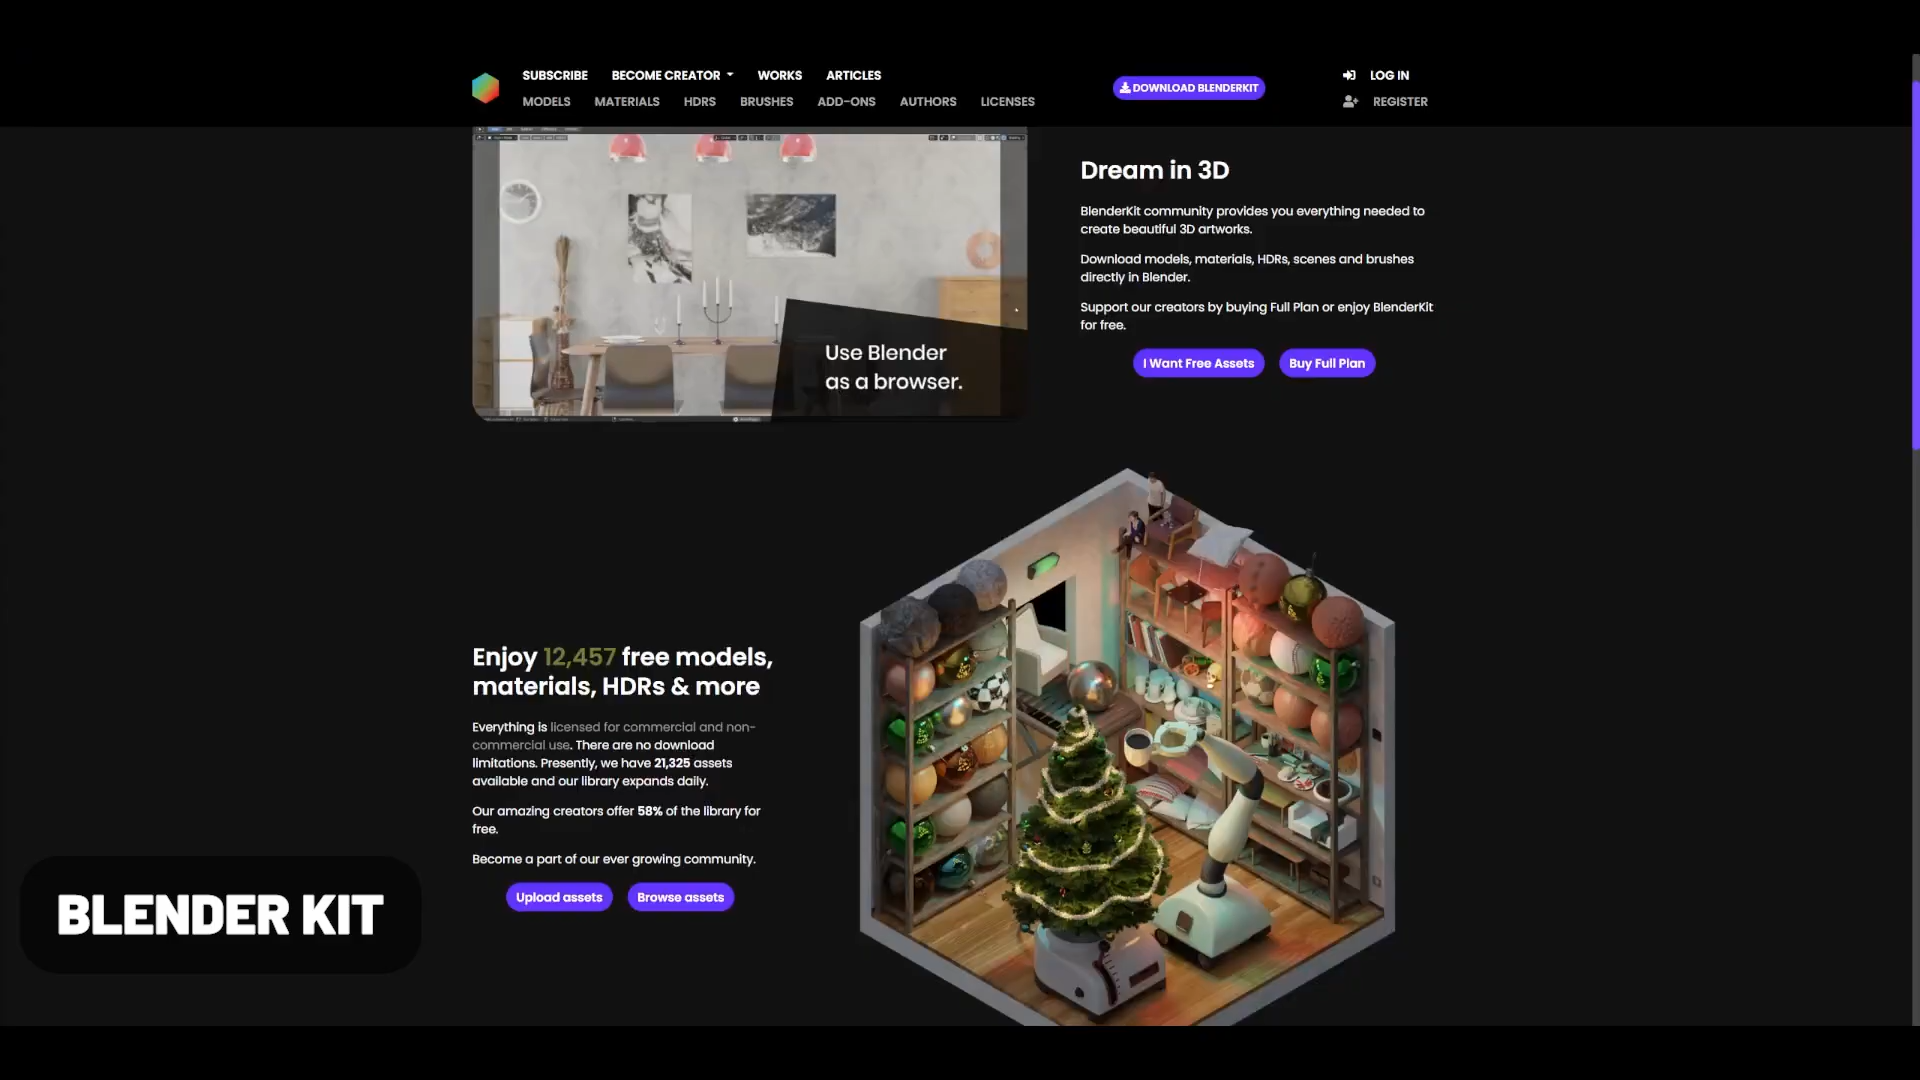 SUBSCRIBE BECOME CREATOR WORKS ARTICLES
MODELS MATERIALS HDRS BRUSHES ADD-ONS AUTHORS LICENSES
DOWNLOAD BLENDERKIT
LOG IN
REGISTER
Use Blender
as a browser.
Dream in 3D
BlenderKit community provides you everything needed to
create beautiful 3D artworks.
Download models, materials, HDRs, scenes and brushes
directly in Blender.
Support our creators by buying Full Plan or enjoy BlenderKit
for free.
I Want Free Assets Buy Full Plan
Enjoy 12,457 free models,
materials, HDRs & more
Everything is licensed for commercial and non-
commercial use. There are no download
limitations. Presently, we have 21,325 assets
available and our library expands daily.
Our amazing creators offer 58% of the library for
free.
Become a part of our ever growing community.
Upload assets Browse assets
BLENDER KIT